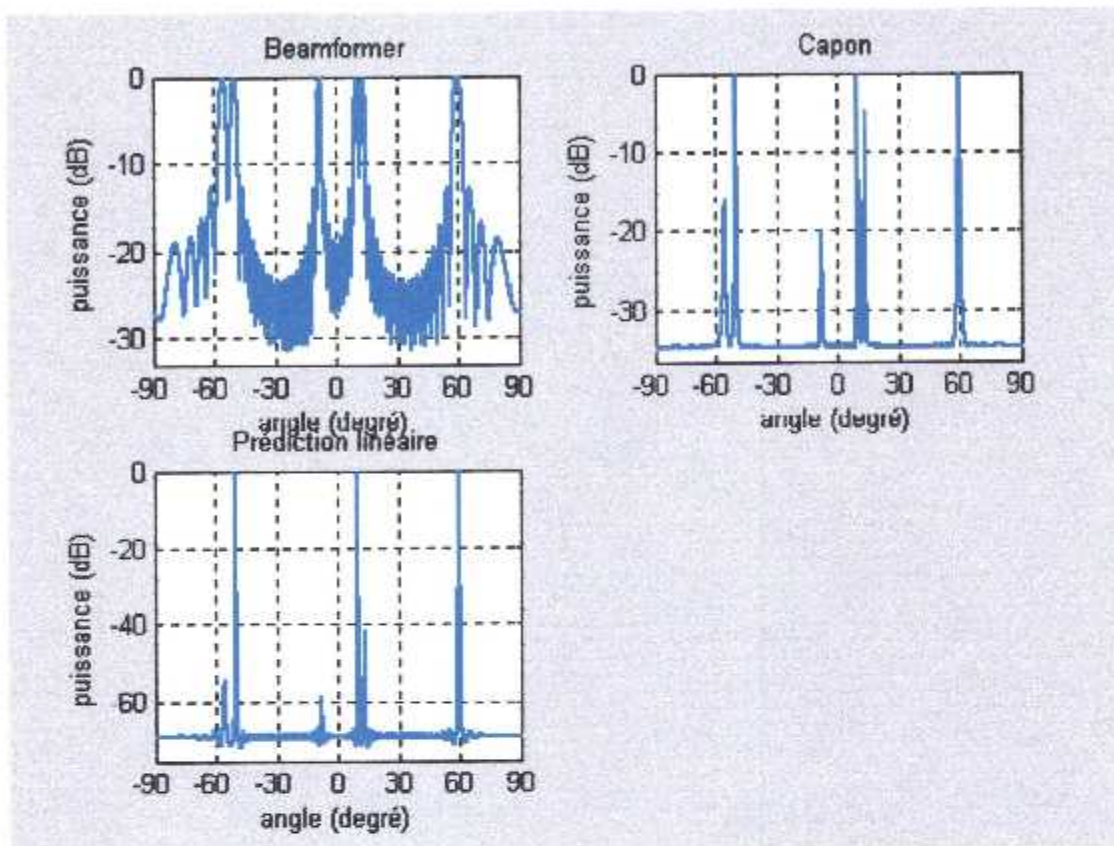 Beamformer
0
-10
-20
-30
puissance (dB)
-90 -60 -30 0 30 60 90
angle (degré)
Capon
0
-10
-20
-30
puissance (dB)
-90 -60 -30 0 30 60 90
angle (degré)
Prédiction linéaire
0
-20
-40
-60
puissance (dB)
-90 -60 -30 0 30 60 90
angle (degré)